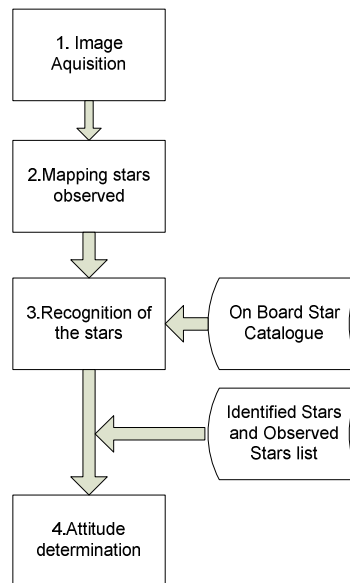 1. Image
Aquisition
2.Mapping stars
observed
3.Recognition of
the stars
On Board Star
Catalogue
Identified Stars
and Observed
Stars list
4.Attitude
determination